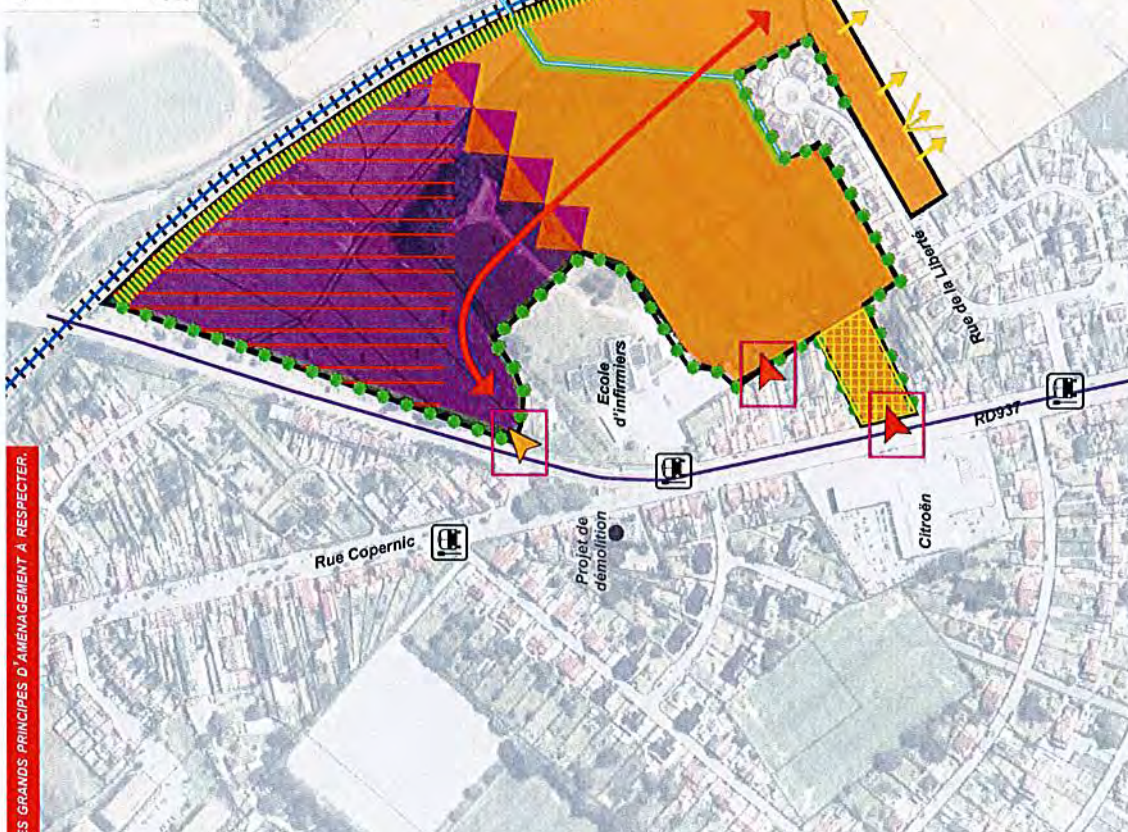 ES GRANDS PRINCIPES D'AMÉNAGEMENT A RESPECTER.
Rue Copernic
Projet de
démolition
Ecole
d'infirmiers
Citroën
RD937
Rue de la Liberté